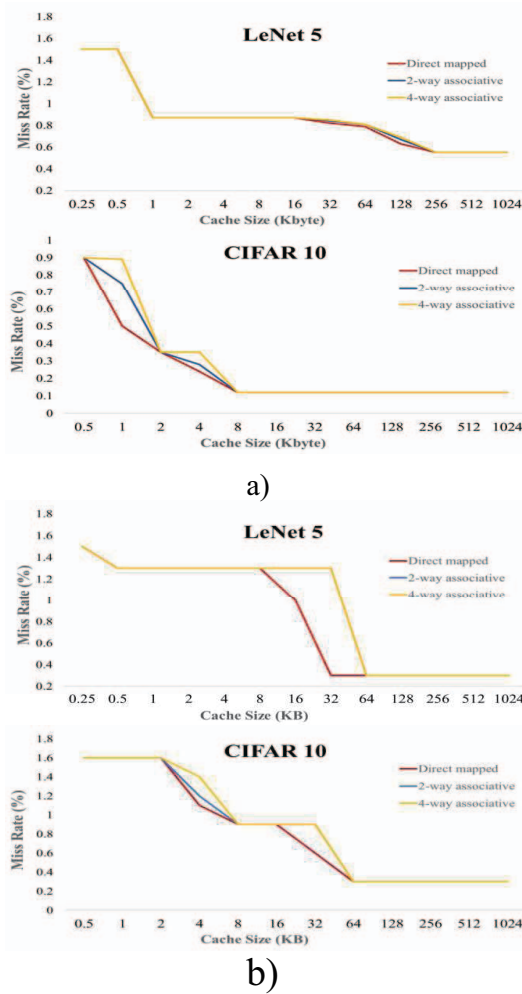 LeNet 5
Miss Rate (%)
1.8
1.6
1.4
1.2
1
0.8
0.6
0.4
0.2
Direct mapped
2-way associative
4-way associative
0.25 0.5 1 2 4 8 16 32 64 128 256 512 1024
Cache Size (Kbyte)
CIFAR 10
Miss Rate (%)
1
0.9
0.8
0.7
0.6
0.5
0.4
0.3
0.2
0.1
0
Direct mapped
2-way associative
4-way associative
0.5 1 2 4 8 16 32 64 128 256 512 1024
Cache Size (Kbyte)
a)
LeNet 5
Miss Rate (%)
1.8
1.6
1.4
1.2
1
0.8
0.6
0.4
0.2
Direct mapped
2-way associative
4-way associative
0.25 0.5 1 2 4 8 16 32 64 128 256 512 1024
Cache Size (KB)
CIFAR 10
Miss Rate (%)
1.8
1.6
1.4
1.2
1
0.8
0.6
0.4
0.2
0
Direct mapped
2-way associative
4-way associative
0.5 1 2 4 8 16 32 64 128 256 512 1024
Cache Size (KB)
b)